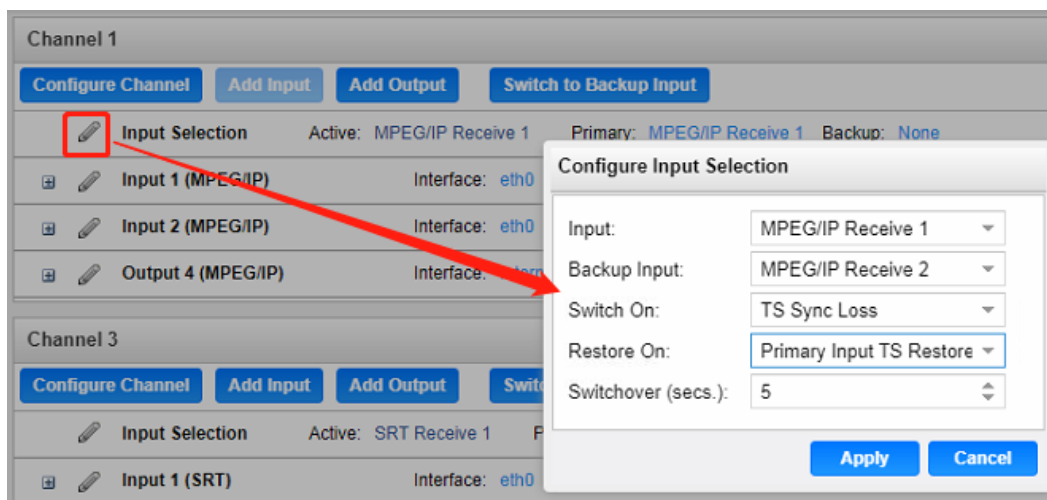 Channel 1
Configure Channel Add Input Add Output Switch to Backup Input
Input Selection Active: MPEG/IP Receive 1 Primary: MPEG/IP Receive 1 Backup: None
Input 1 (MPEG/IP) Interface: eth0
Input 2 (MPEG/IP) Interface: eth0
Output 4 (MPEG/IP) Interface:
Channel 3
Configure Channel Add Input Add Output
Input Selection Active: SRT Receive 1
Input 1 (SRT) Interface: eth0
Configure Input Selection
Input: MPEG/IP Receive 1
Backup Input: MPEG/IP Receive 2
Switch On: TS Sync Loss
Restore On: Primary Input TS Restore
Switchover (secs.): 5
Apply Cancel